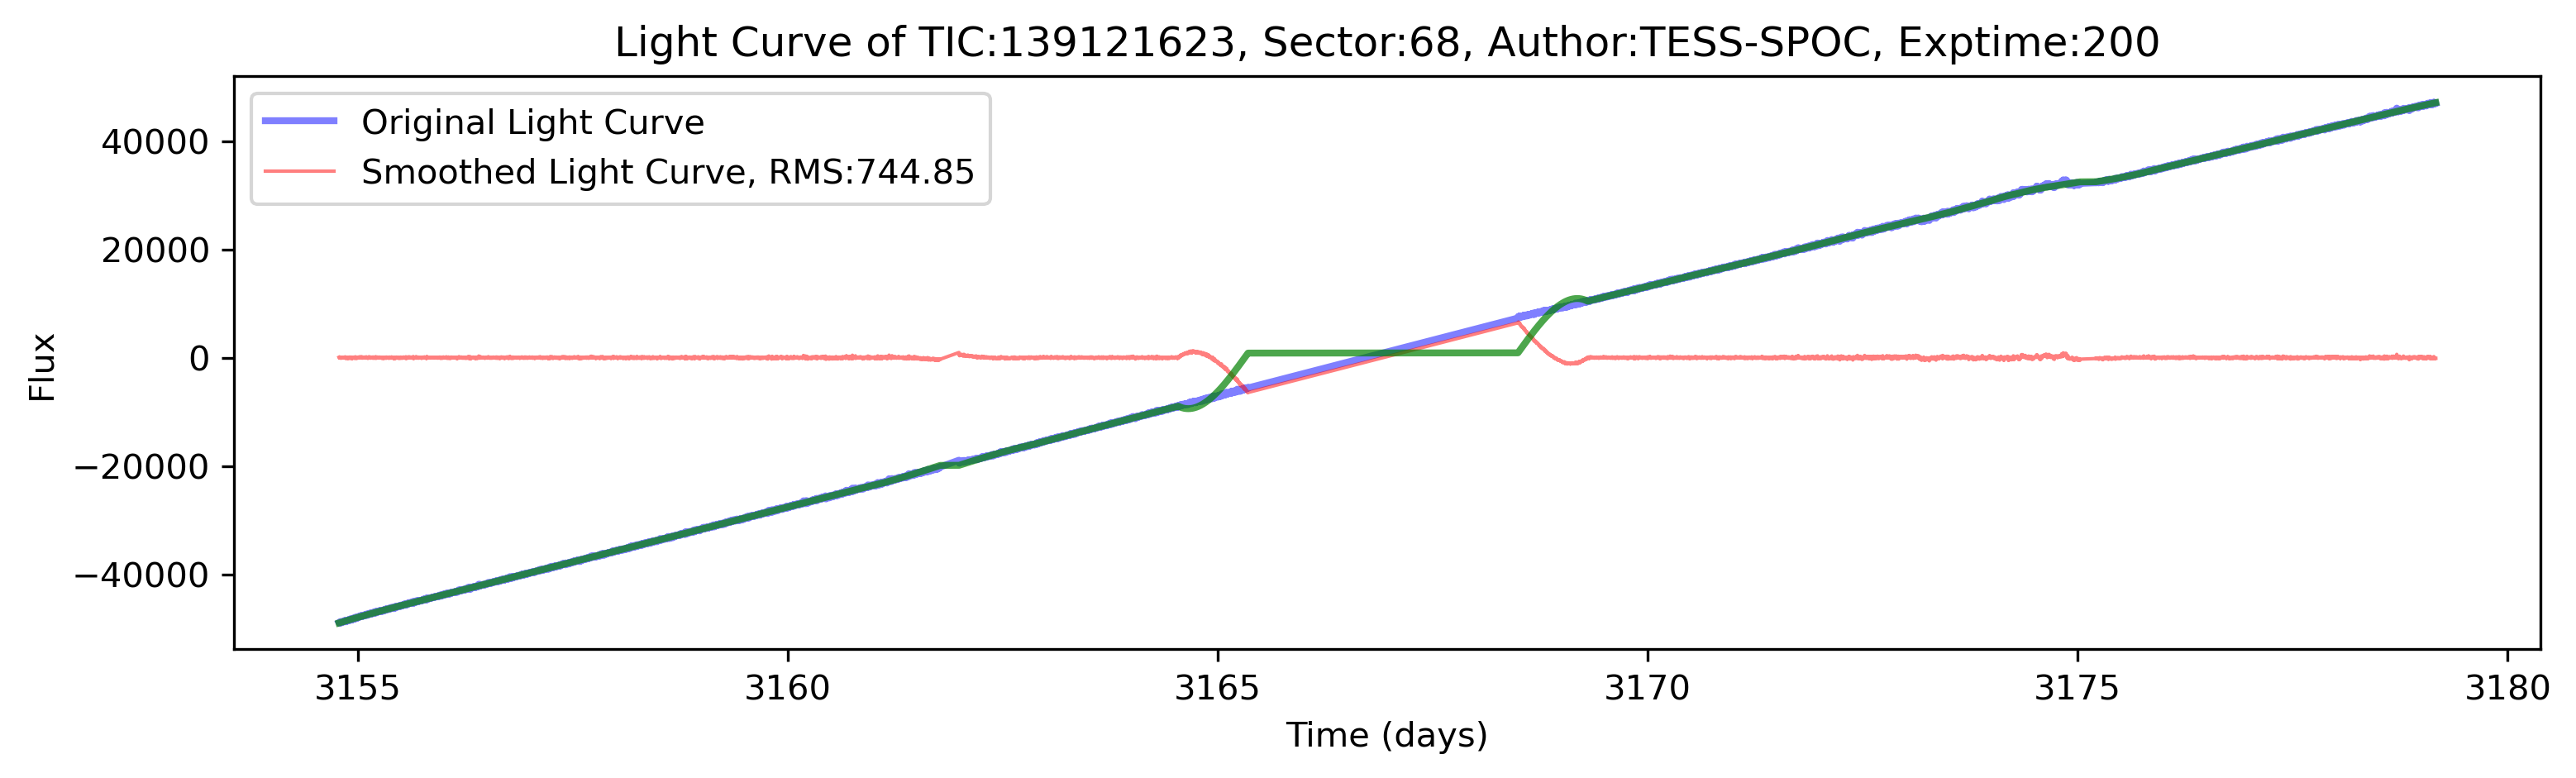 Light Curve of TIC:139121623, Sector:68, Author:TESS-SPOC, Exptime:200
Original Light Curve
Smoothed Light Curve, RMS:744.85
Flux
40000
20000
0
−20000
−40000
3155 3160 3165 3170 3175 3180
Time (days)